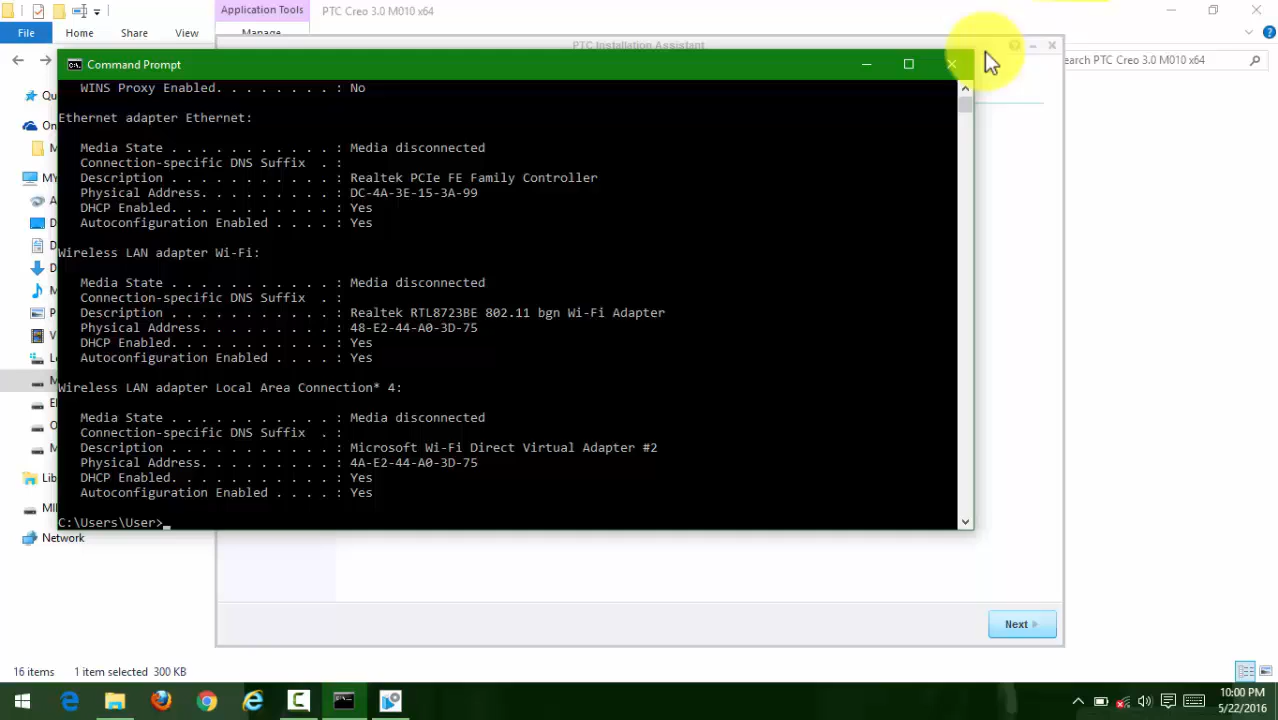 Application Tools
PTC Creo 3.0 M010 x64
File
Home
Share
View
Manage
PTC Installation Assistant
earch PTC Creo 3.0 M010 x64
Command Prompt
WINS Proxy Enabled. . . . . . . . : No
Ethernet adapter Ethernet:
Media State . . . . . . . . . . . : Media disconnected
Connection-specific DNS Suffix . :
Description . . . . . . . . . . . : Realtek PCIe FE Family Controller
Physical Address. . . . . . . . . : DC-4A-3E-15-3A-99
DHCP Enabled. . . . . . . . . . . : Yes
Autoconfiguration Enabled . . . . : Yes
Wireless LAN adapter Wi-Fi:
Media State . . . . . . . . . . . : Media disconnected
Connection-specific DNS Suffix . :
Description . . . . . . . . . . . : Realtek RTL8723BE 802.11 bgn Wi-Fi Adapter
Physical Address. . . . . . . . . : 48-E2-44-A0-3D-75
DHCP Enabled. . . . . . . . . . . : Yes
Autoconfiguration Enabled . . . . : Yes
Wireless LAN adapter Local Area Connection* 4:
Media State . . . . . . . . . . . : Media disconnected
Connection-specific DNS Suffix . :
Description . . . . . . . . . . . : Microsoft Wi-Fi Direct Virtual Adapter #2
Physical Address. . . . . . . . . : 4A-E2-44-A0-3D-75
DHCP Enabled. . . . . . . . . . . : Yes
Autoconfiguration Enabled . . . . : Yes
C:\Users\User>_
Qu
On
MY
A
Lib
Network
Next
16 items
1 item selected 300 KB
10:00 PM
5/22/2016